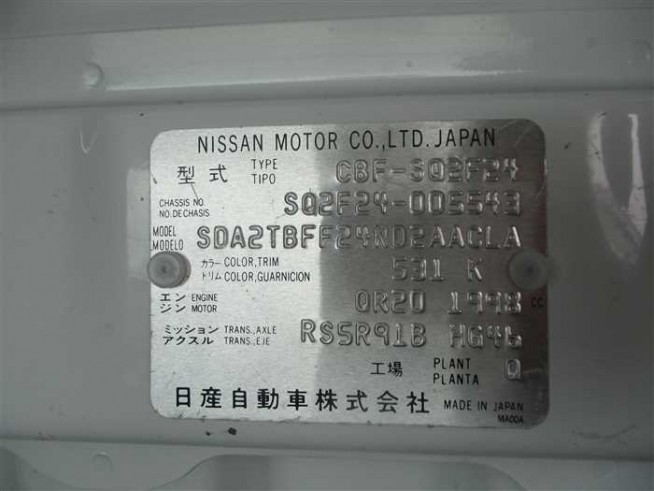 NISSAN MOTOR CO.,LTD. JAPAN
型式 TYPE TIPO CBF-SQ2F24
CHASSIS NO. NO. DE CHASIS SQ2F24-005543
MODEL MODELO SDA2TBFF24ND2AACLA
カラー COLOR,TRIM トリム COLOR,GUARNICION 531 K
エンジン ENGINE MOTOR QR20 1998 CC
ミッション TRANS.,AXLE アクスル TRANS.,EJE RS5R91B HG46
工場 PLANT PLANTA Q
日産自動車株式会社 MADE IN JAPAN
MA00A